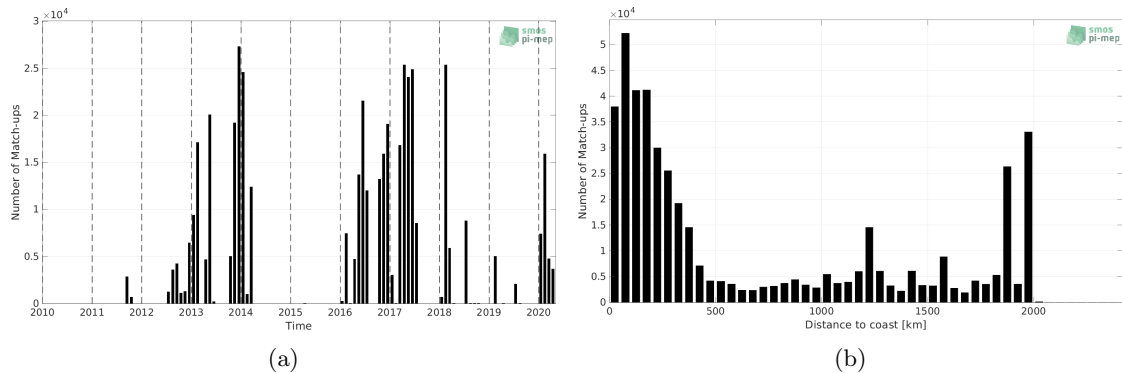 ×10⁴
3
2.5
2
1.5
1
0.5
0
Number of Match-ups
2010 2011 2012 2013 2014 2015 2016 2017 2018 2019 2020
Time
smos
pi-mep
(a)
×10⁴
5
4.5
4
3.5
3
2.5
2
1.5
1
0.5
0
Number of Match-ups
0 500 1000 1500 2000
Distance to coast [km]
smos
pi-mep
(b)